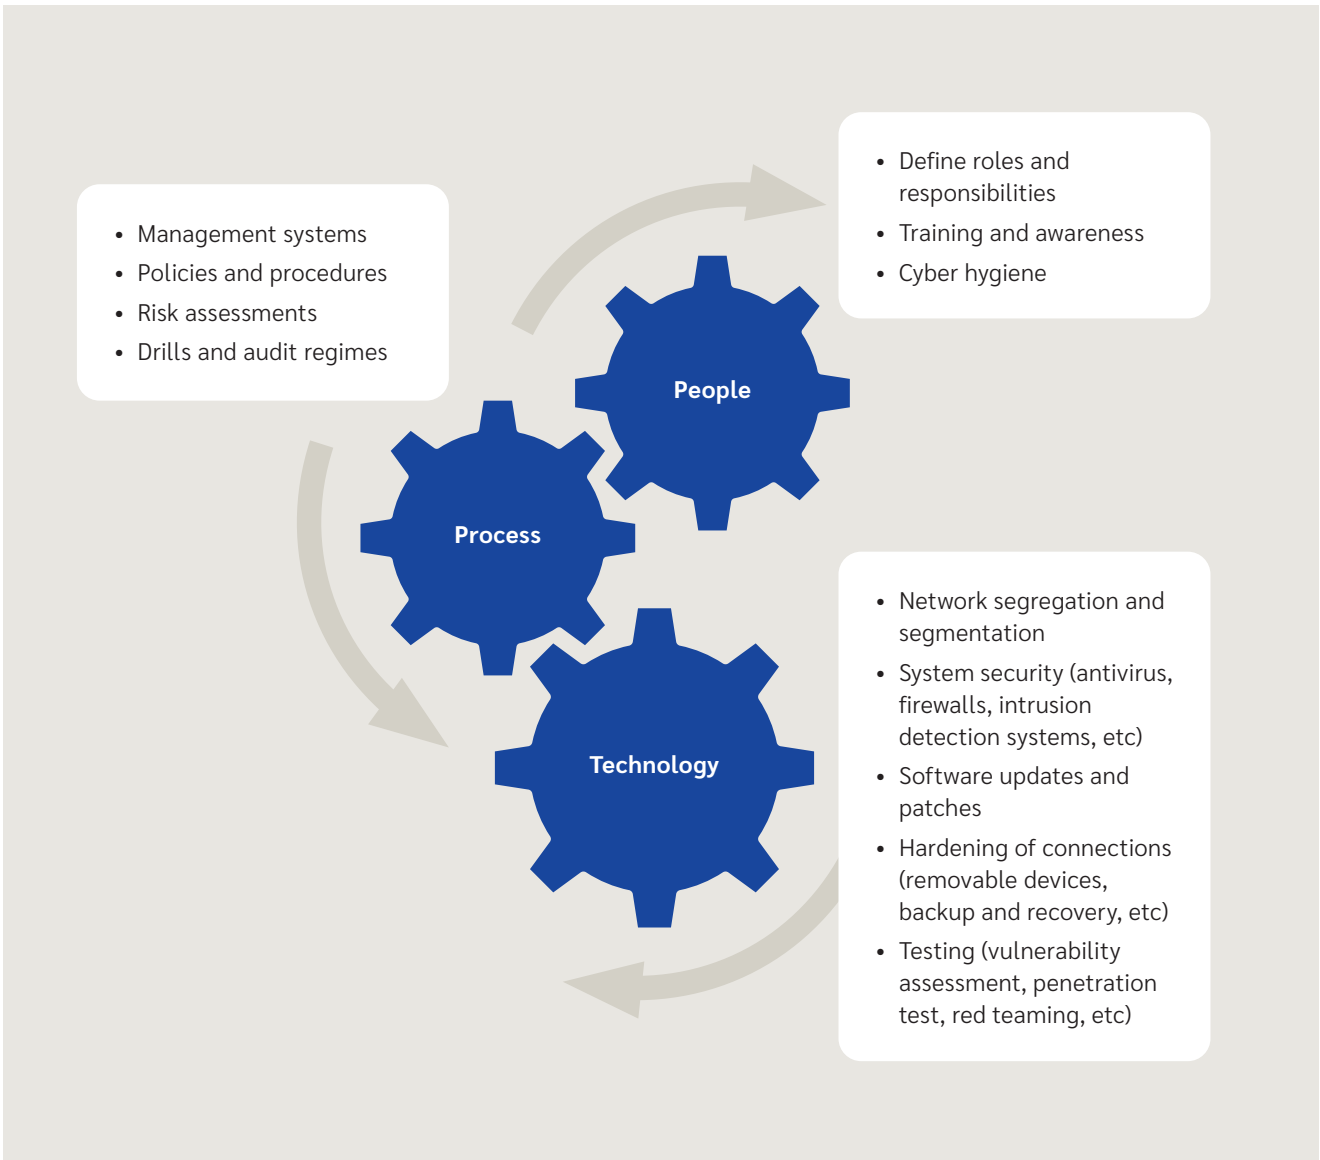 • Management systems
• Policies and procedures
• Risk assessments
• Drills and audit regimes
• Define roles and
responsibilities
• Training and awareness
• Cyber hygiene
People
Process
Technology
• Network segregation and
segmentation
• System security (antivirus,
firewalls, intrusion
detection systems, etc)
• Software updates and
patches
• Hardening of connections
(removable devices,
backup and recovery, etc)
• Testing (vulnerability
assessment, penetration
test, red teaming, etc)